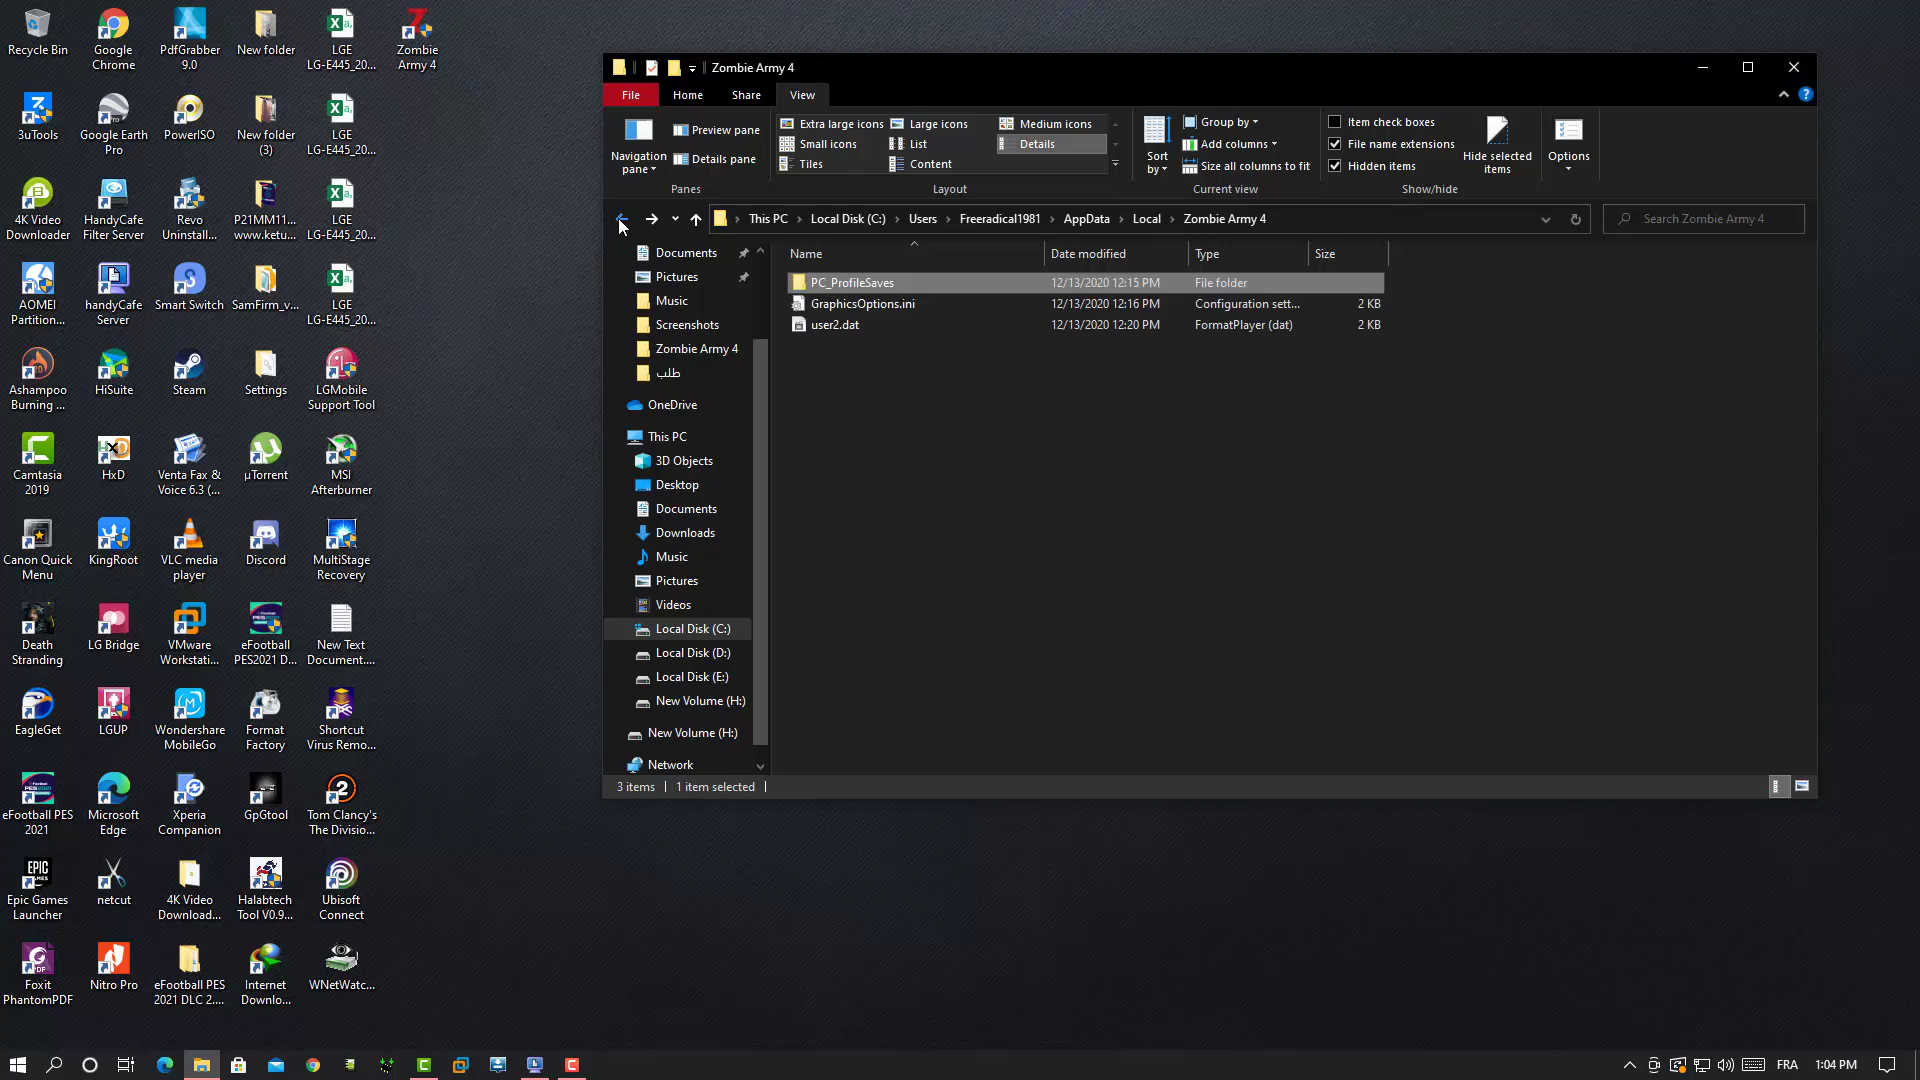 Recycle Bin
Google Chrome
PdfGrabber 9.0
New folder
LGE LG-E445_20...
Zombie Army 4
3uTools
Google Earth Pro
PowerISO
New folder (3)
LGE LG-E445_20...
4K Video Downloader
HandyCafe Filter Server
Revo Uninstall...
P21MM11... www.ketu...
LGE LG-E445_20...
AOMEI Partition...
handyCafe Server
Smart Switch
SamFirm_v...
LGE LG-E445_20...
Ashampoo Burning ...
HiSuite
Steam
Settings
LGMobile Support Tool
Camtasia 2019
HxD
Venta Fax & Voice 6.3 (...
µTorrent
MSI Afterburner
Canon Quick Menu
KingRoot
VLC media player
Discord
MultiStage Recovery
Death Stranding
LG Bridge
VMware Workstati...
eFootball PES2021 D...
New Text Document....
EagleGet
LGUP
Wondershare MobileGo
Format Factory
Shortcut Virus Remo...
eFootball PES 2021
Microsoft Edge
Xperia Companion
GpGtool
Tom Clancy's The Divisio...
Epic Games Launcher
netcut
4K Video Download...
Halabtech Tool V0.9...
Ubisoft Connect
Foxit PhantomPDF
Nitro Pro
eFootball PES 2021 DLC 2....
Internet Downlo...
WNetWatc...
Zombie Army 4
File Home Share View
Navigation pane
Preview pane
Details pane
Panes
Extra large icons Large icons Medium icons
Small icons List Details
Tiles Content
Layout
Sort by
Group by
Add columns
Size all columns to fit
Current view
Item check boxes
File name extensions
Hidden items
Hide selected items
Show/hide
Options
This PC Local Disk (C:) Users Freeradical1981 AppData Local Zombie Army 4
Search Zombie Army 4
Documents
Pictures
Music
Screenshots
Zombie Army 4
طلب
OneDrive
This PC
3D Objects
Desktop
Documents
Downloads
Music
Pictures
Videos
Local Disk (C:)
Local Disk (D:)
Local Disk (E:)
New Volume (H:)
New Volume (H:)
Network
Name Date modified Type Size
PC_ProfileSaves 12/13/2020 12:15 PM File folder
GraphicsOptions.ini 12/13/2020 12:16 PM Configuration sett... 2 KB
user2.dat 12/13/2020 12:20 PM FormatPlayer (dat) 2 KB
3 items 1 item selected
FRA 1:04 PM